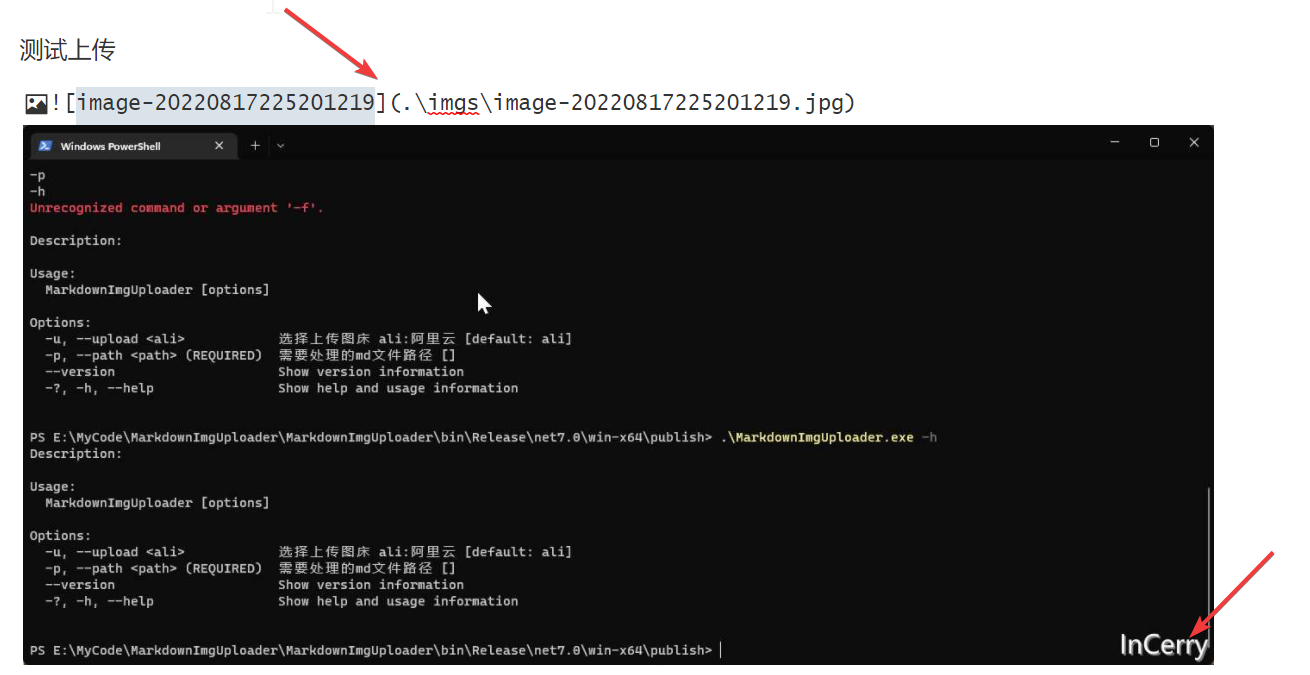 测试上传
![image-20220817225201219](.\imgs\image-20220817225201219.jpg)
Windows PowerShell
-p
-h
Unrecognized command or argument '-f'.
Description:
Usage:
MarkdownImgUploader [options]
Options:
-u, --upload <ali> 选择上传图床 ali:阿里云 [default: ali]
-p, --path <path> (REQUIRED) 需要处理的md文件路径 []
--version Show version information
-?, -h, --help Show help and usage information
PS E:\MyCode\MarkdownImgUploader\MarkdownImgUploader\bin\Release\net7.0\win-x64\publish> .\MarkdownImgUploader.exe -h
Description:
Usage:
MarkdownImgUploader [options]
Options:
-u, --upload <ali> 选择上传图床 ali:阿里云 [default: ali]
-p, --path <path> (REQUIRED) 需要处理的md文件路径 []
--version Show version information
-?, -h, --help Show help and usage information
PS E:\MyCode\MarkdownImgUploader\MarkdownImgUploader\bin\Release\net7.0\win-x64\publish>
InCerry